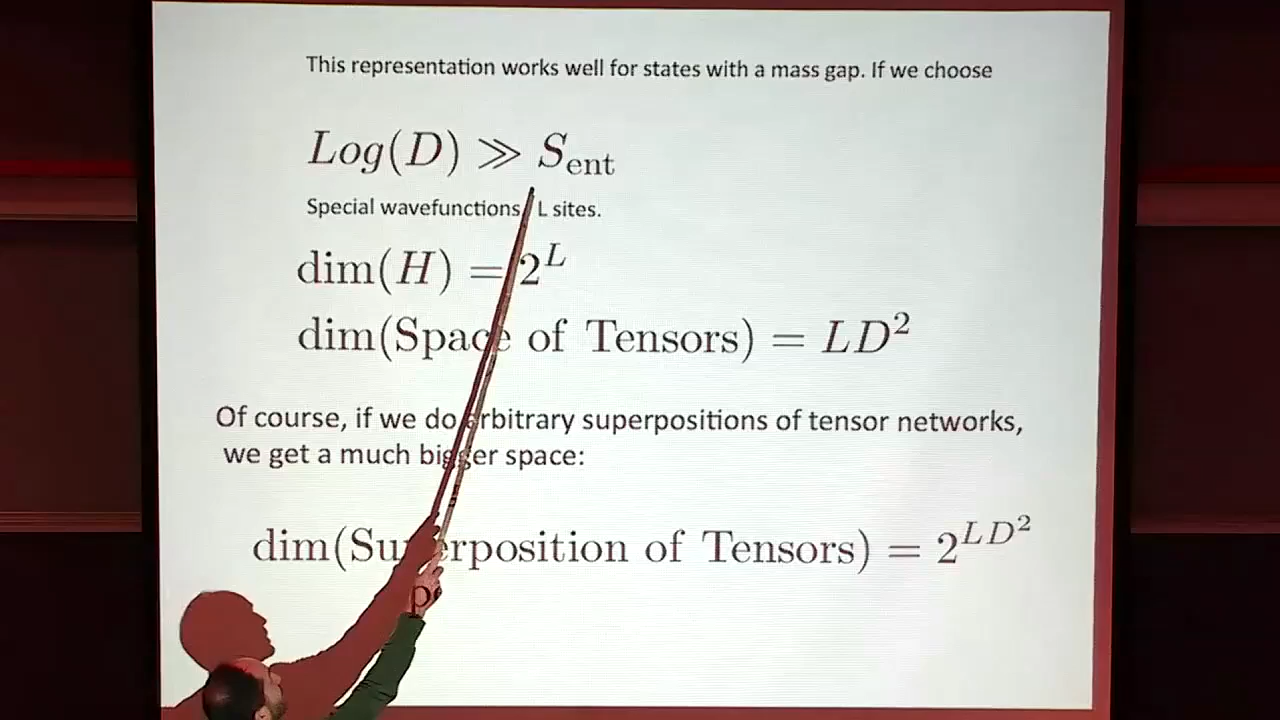 This representation works well for states with a mass gap. If we choose
Log(D) ≫ S_ent
Special wavefunctions, L sites.
dim(H) = 2^L
dim(Space of Tensors) = LD^2
Of course, if we do arbitrary superpositions of tensor networks,
we get a much bigger space:
dim(Superposition of Tensors) = 2^{LD^2}